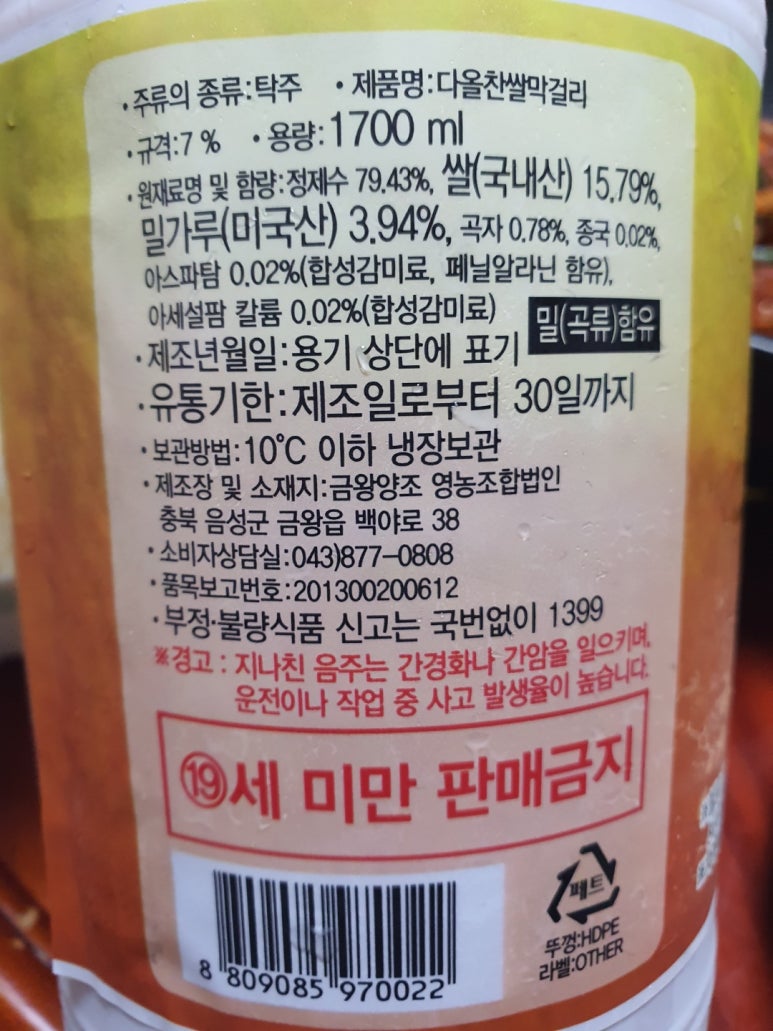 ·주류의 종류:탁주 ·제품명:다올찬쌀막걸리
·규격:7 % ·용량:1700 ml
·원재료명 및 함량:정제수 79.43%, 쌀(국내산) 15.79%,
밀가루(미국산) 3.94%, 곡자 0.78%, 종국 0.02%,
아스파탐 0.02%(합성감미료, 페닐알라닌 함유),
아세설팜 칼륨 0.02%(합성감미료)
밀(곡류)함유
·제조년월일:용기 상단에 표기
·유통기한:제조일로부터 30일까지
·보관방법:10℃ 이하 냉장보관
·제조장 및 소재지:금왕양조 영농조합법인
충북 음성군 금왕읍 백야로 38
·소비자상담실:043)877-0808
·품목보고번호:201300200612
·부정·불량식품 신고는 국번없이 1399
※경고 : 지나친 음주는 간경화나 간암을 일으키며,
운전이나 작업 중 사고 발생율이 높습니다.
⑲세 미만 판매금지
페트
뚜껑:HDPE
라벨:OTHER
8 809085 970022